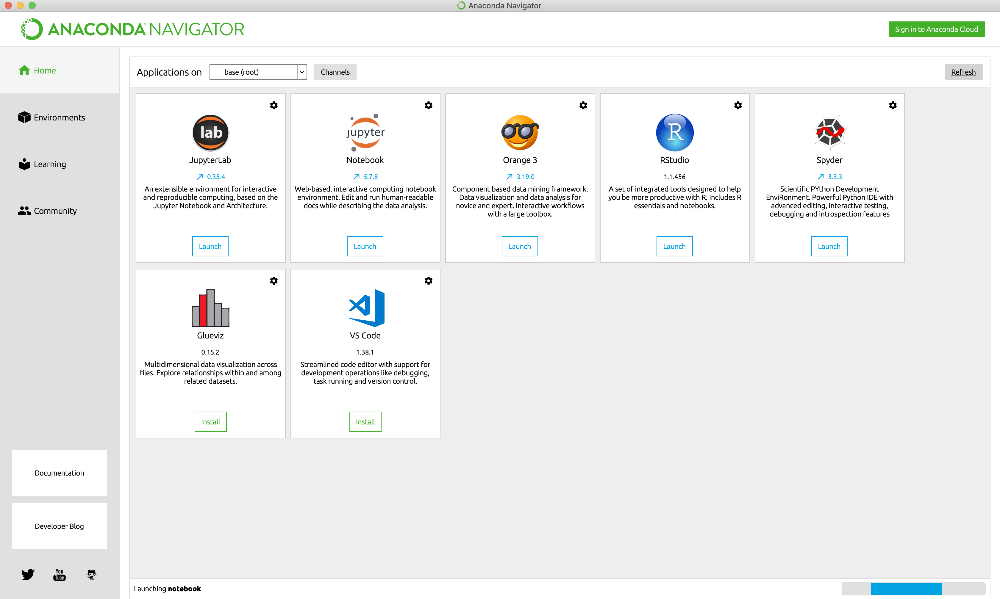 Anaconda Navigator
ANACONDA NAVIGATOR
Sign in to Anaconda Cloud
Home
Environments
Learning
Community
Documentation
Developer Blog
You
Tube
Applications on
base (root)
Channels
Refresh
lab
JupyterLab
0.35.4
An extensible environment for interactive
and reproducible computing, based on the
Jupyter Notebook and Architecture.
Launch
jupyter
Notebook
5.7.8
Web-based, interactive computing notebook
environment. Edit and run human-readable
docs while describing the data analysis.
Launch
Orange 3
3.19.0
Component based data mining framework.
Data visualization and data analysis for
novice and expert. Interactive workflows
with a large toolbox.
Launch
R
RStudio
1.1.456
A set of integrated tools designed to help
you be more productive with R. Includes R
essentials and notebooks.
Launch
Spyder
3.3.3
Scientific PYthon Development
EnviRonment. Powerful Python IDE with
advanced editing, interactive testing,
debugging and introspection features
Launch
Glueviz
0.15.2
Multidimensional data visualization across
files. Explore relationships within and among
related datasets.
Install
VS Code
1.38.1
Streamlined code editor with support for
development operations like debugging,
task running and version control.
Install
Launching notebook